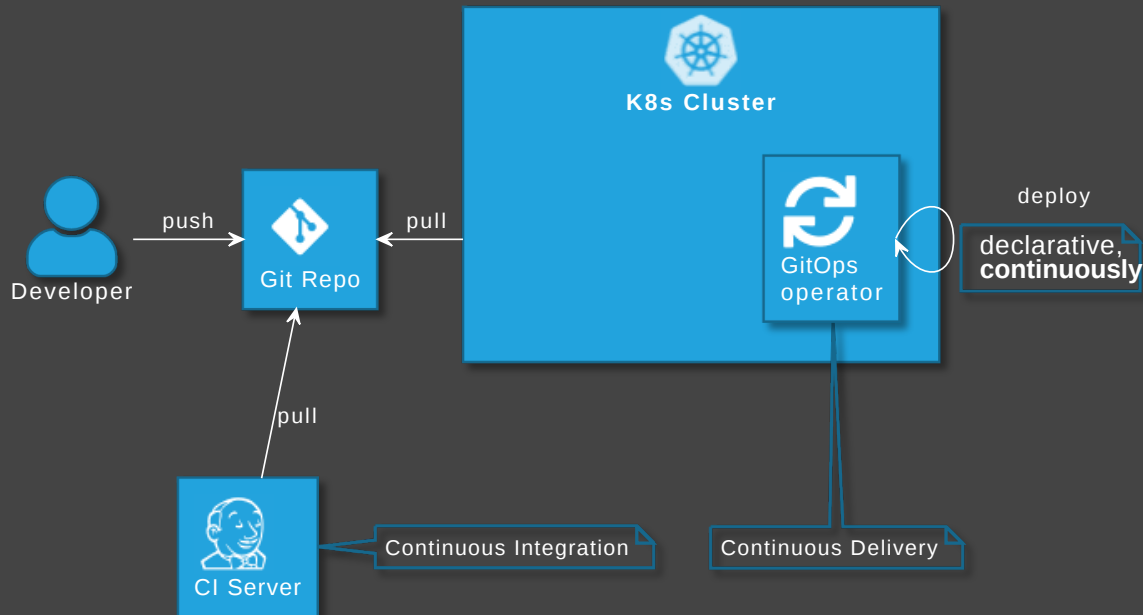 K8s Cluster
deploy
push
pull
declarative,
continuously
GitOps
operator
Git Repo
Developer
pull
Continuous Integration
Continuous Delivery
CI Server